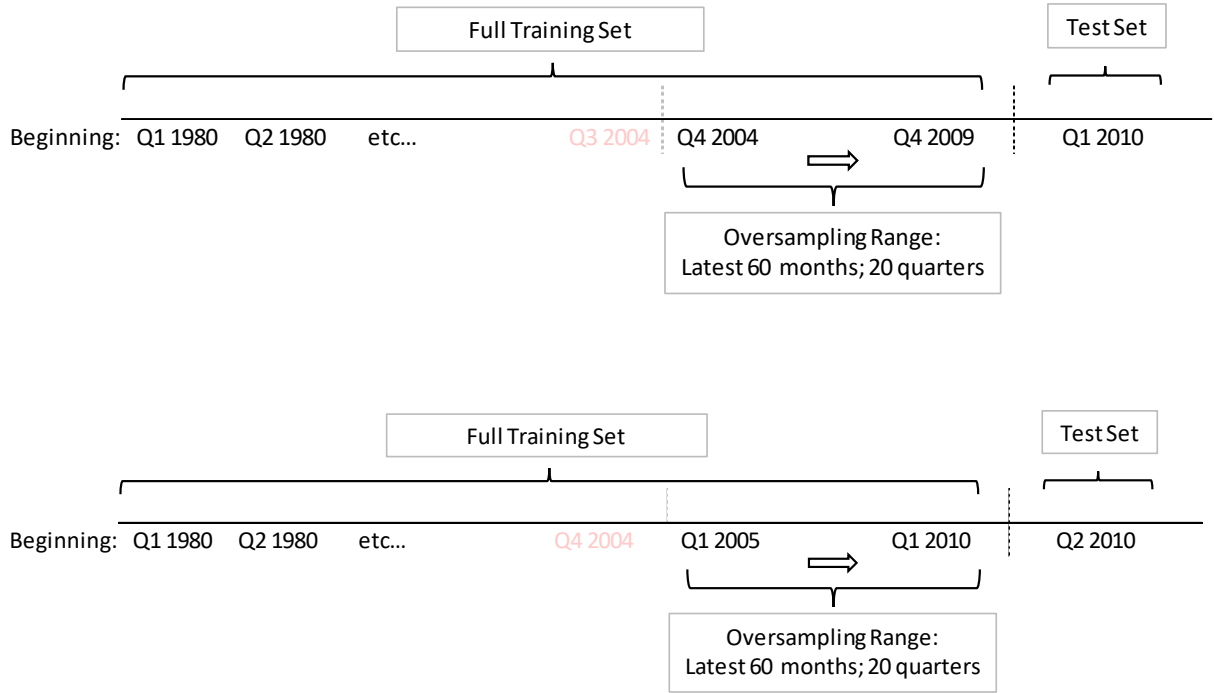 Full Training Set
Test Set
Beginning: Q1 1980 Q2 1980 etc... Q3 2004 Q4 2004 Q4 2009 Q1 2010
Oversampling Range:
Latest 60 months; 20 quarters
Full Training Set
Test Set
Beginning: Q1 1980 Q2 1980 etc... Q4 2004 Q1 2005 Q1 2010 Q2 2010
Oversampling Range:
Latest 60 months; 20 quarters